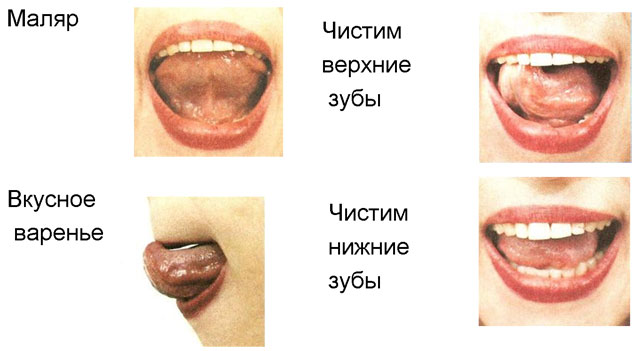 Маляр
Чистим
верхние
зубы
Вкусное
варенье
Чистим
нижние
зубы